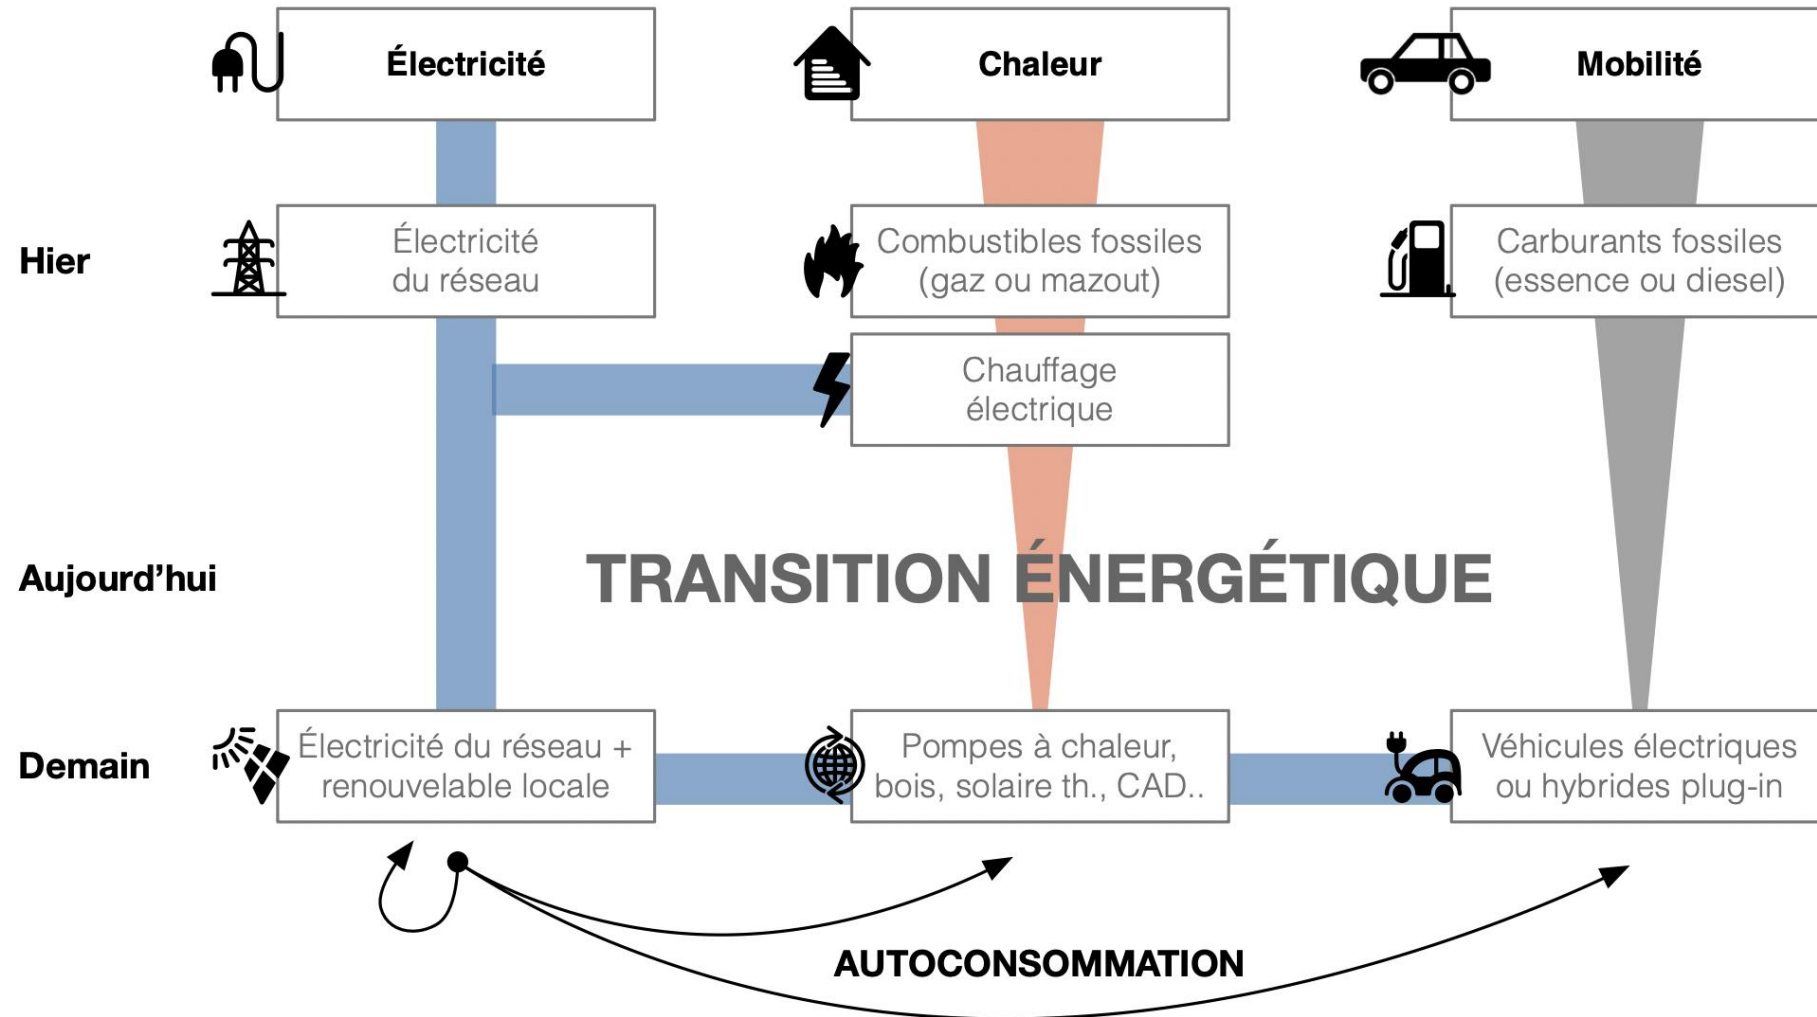 Électricité
Chaleur
Mobilité
Hier
Électricité
du réseau
Combustibles fossiles
(gaz ou mazout)
Carburants fossiles
(essence ou diesel)
Chauffage
électrique
Aujourd’hui
TRANSITION ÉNERGÉTIQUE
Demain
Électricité du réseau +
renouvelable locale
Pompes à chaleur,
bois, solaire th., CAD..
Véhicules électriques
ou hybrides plug-in
AUTOCONSOMMATION